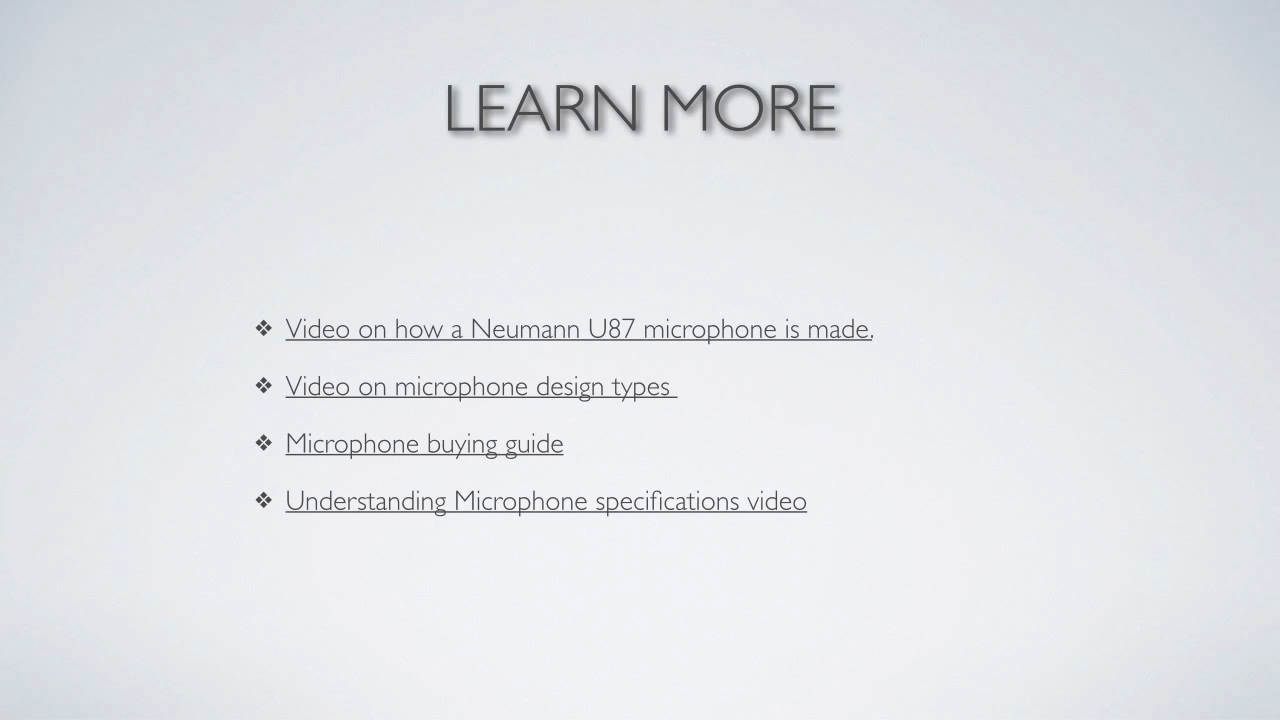 LEARN MORE
❖ Video on how a Neumann U87 microphone is made.
❖ Video on microphone design types
❖ Microphone buying guide
❖ Understanding Microphone specifications video